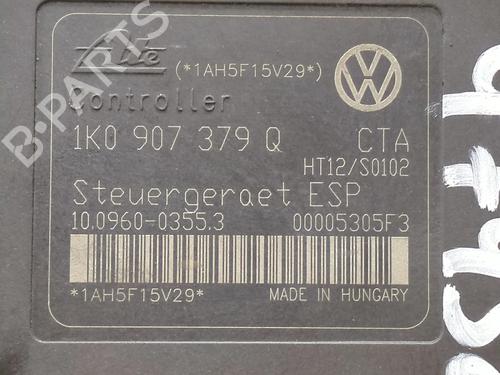 Ate (*1AH5F15V29*)
Controller
1K0 907 379 Q CTA
HT12/S0102
Steuergeraet ESP
10.0960-0355.3 00005305F3
*1AH5F15V29* MADE IN HUNGARY
B-PARTS